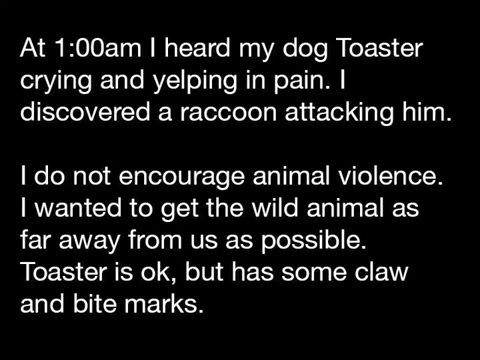 At 1:00am I heard my dog Toaster
crying and yelping in pain. I
discovered a raccoon attacking him.
I do not encourage animal violence.
I wanted to get the wild animal as
far away from us as possible.
Toaster is ok, but has some claw
and bite marks.